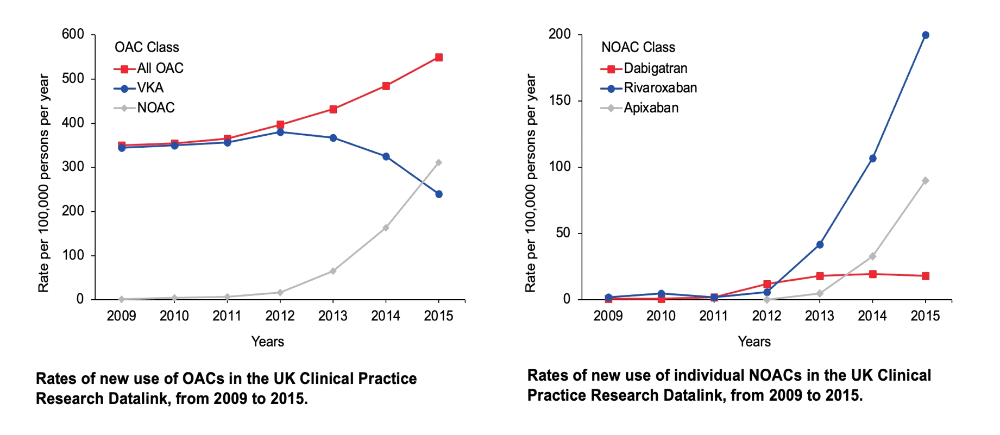 600
500
400
300
200
100
0
Rate per 100,000 persons per year
OAC Class
All OAC
VKA
NOAC
2009 2010 2011 2012 2013 2014 2015
Years
Rates of new use of OACs in the UK Clinical Practice
Research Datalink, from 2009 to 2015.
200
150
100
50
0
Rate per 100,000 persons per year
NOAC Class
Dabigatran
Rivaroxaban
Apixaban
2009 2010 2011 2012 2013 2014 2015
Years
Rates of new use of individual NOACs in the UK Clinical
Practice Research Datalink, from 2009 to 2015.